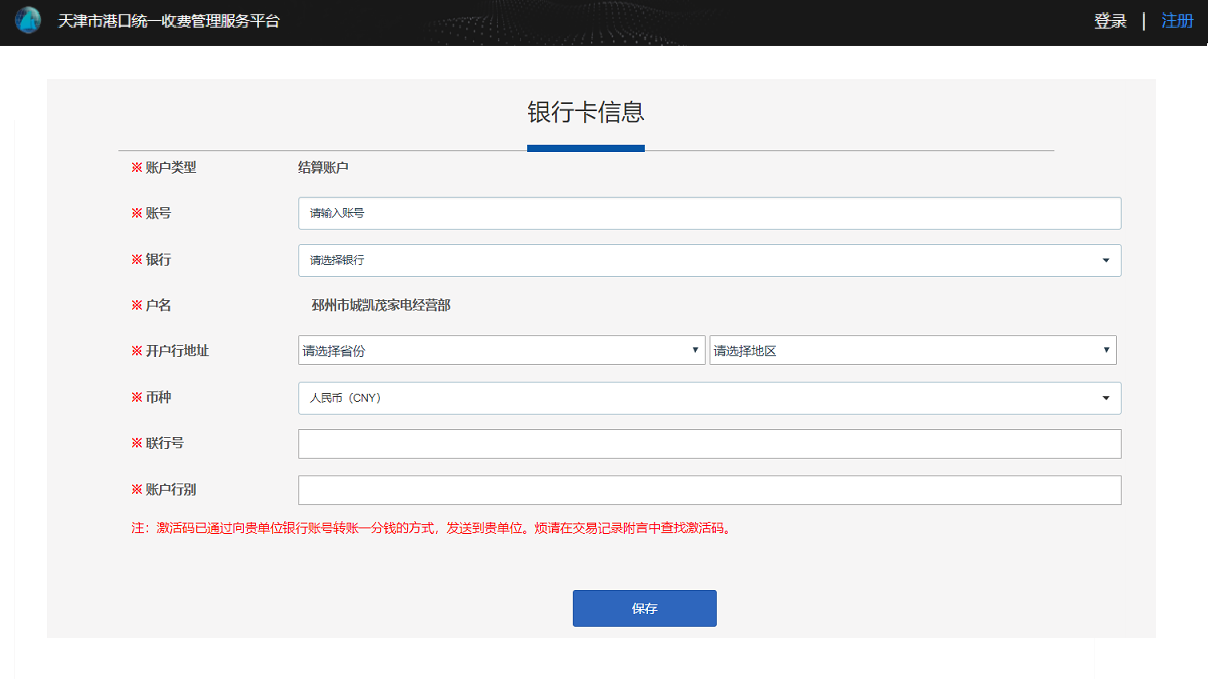 天津市港口统一收费管理服务平台
登录 | 注册
银行卡信息
※ 账户类型 结算账户
※ 账号 请输入账号
※ 银行 请选择银行
※ 户名 邳州市城凯茂家电经营部
※ 开户行地址 请选择省份 请选择地区
※ 币种 人民币（CNY）
※ 联行号
※ 账户行别
注：激活码已通过向贵单位银行账号转账一分钱的方式，发送到贵单位。烦请在交易记录附言中查找激活码。
保存